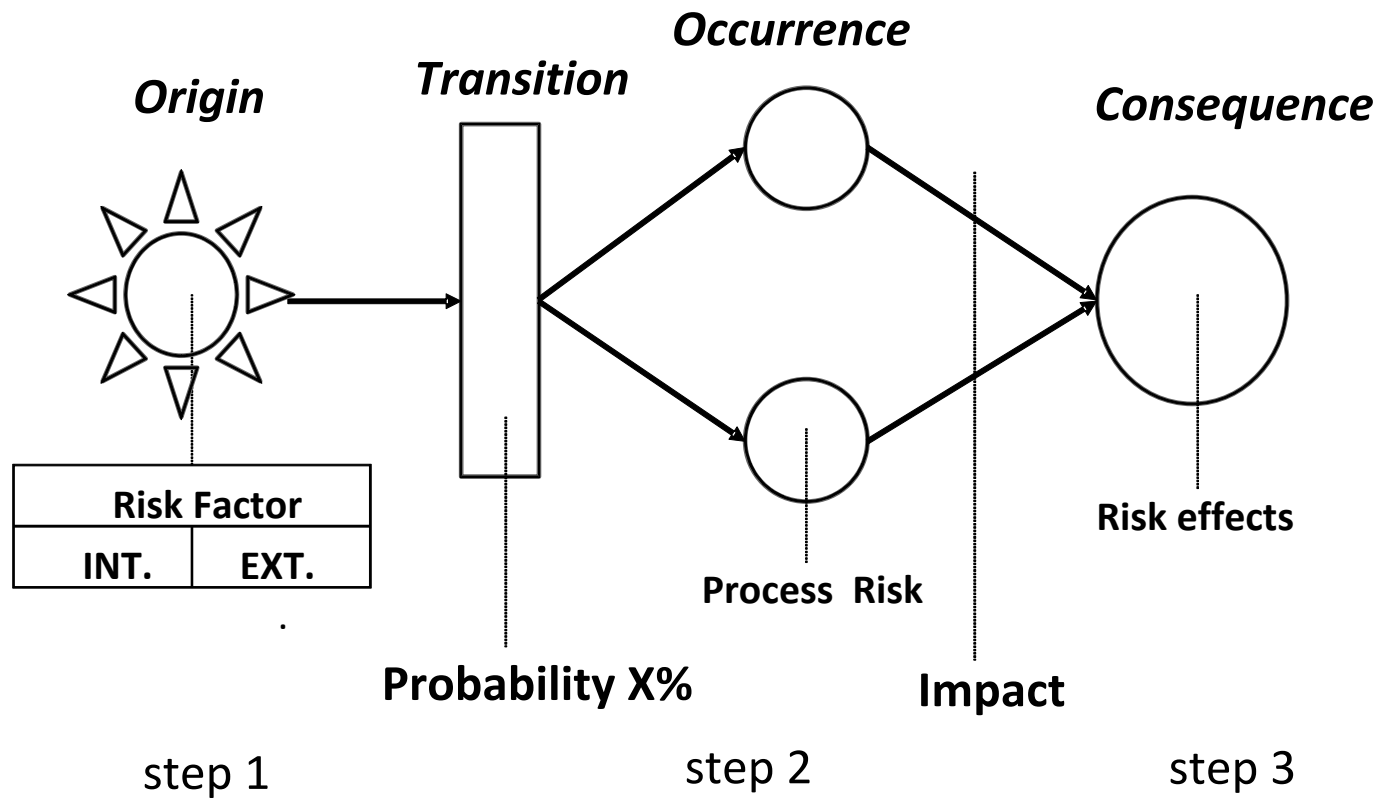 Occurrence
Transition
Origin
Consequence
Risk Factor
INT. EXT.
.
Risk effects
Process Risk
Probability X%
Impact
step 1 step 2 step 3